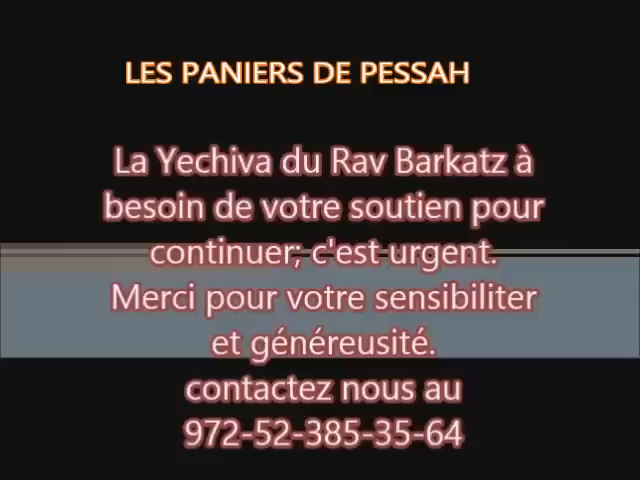 LES PANIERS DE PESSAH
La Yechiva du Rav Barkatz à
besoin de votre soutien pour
continuer; c'est urgent.
Merci pour votre sensibiliter
et généreusité.
contactez nous au
972-52-385-35-64